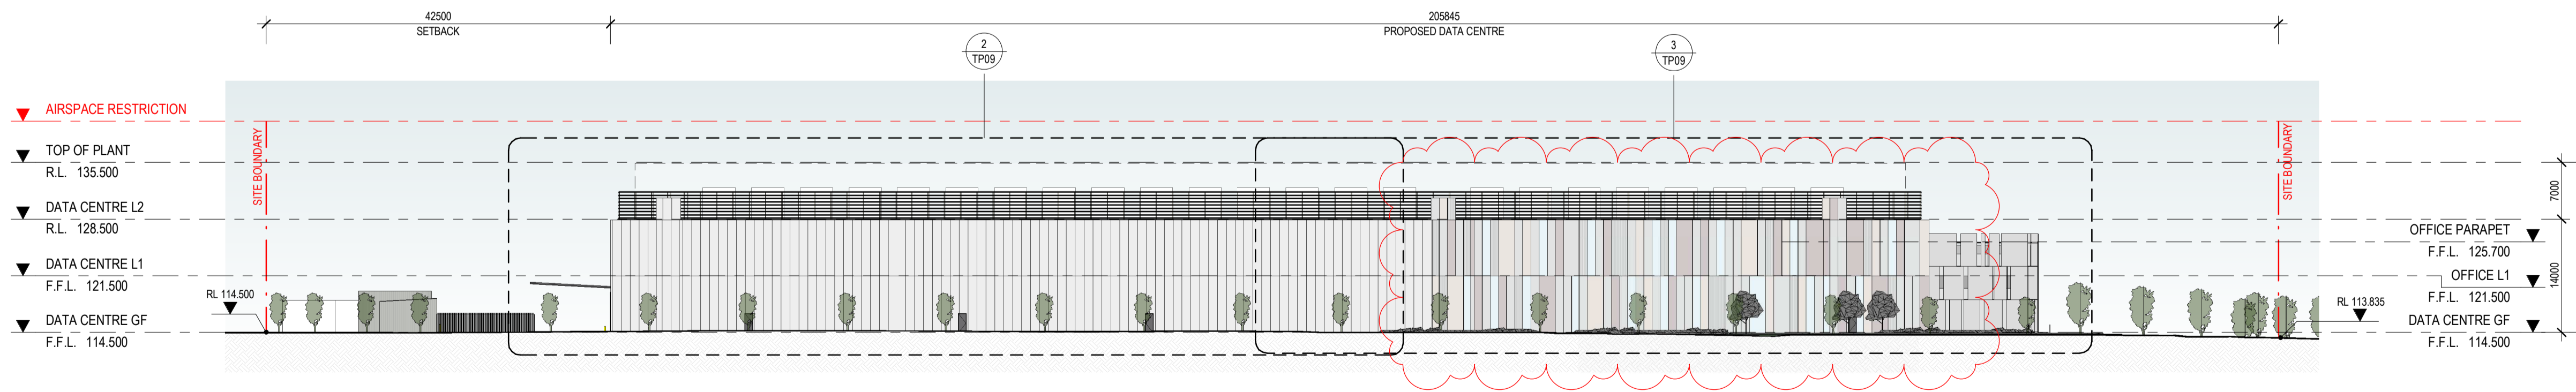 42500
SETBACK
205845
PROPOSED DATA CENTRE
2
TP09
3
TP09
AIRSPACE RESTRICTION
SITE BOUNDARY
TOP OF PLANT
R.L. 135.500
DATA CENTRE L2
R.L. 128.500
DATA CENTRE L1
F.F.L. 121.500
RL 114.500
DATA CENTRE GF
F.F.L. 114.500
SITE BOUNDARY
7000
14000
OFFICE PARAPET
F.F.L. 125.700
OFFICE L1
F.F.L. 121.500
RL 113.835
DATA CENTRE GF
F.F.L. 114.500